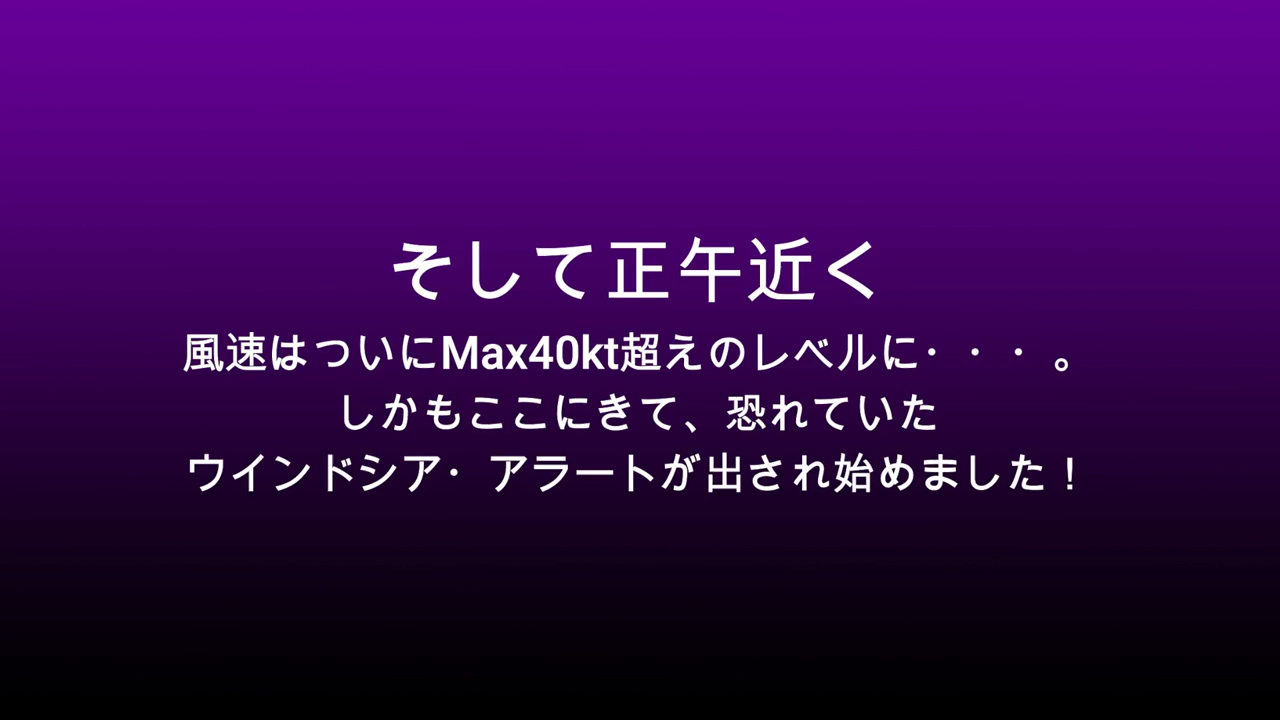 そして正午近く
風速はついにMax40kt超えのレベルに・・・。
しかもここにきて、恐れていた
ウインドシア・アラートが出され始めました！